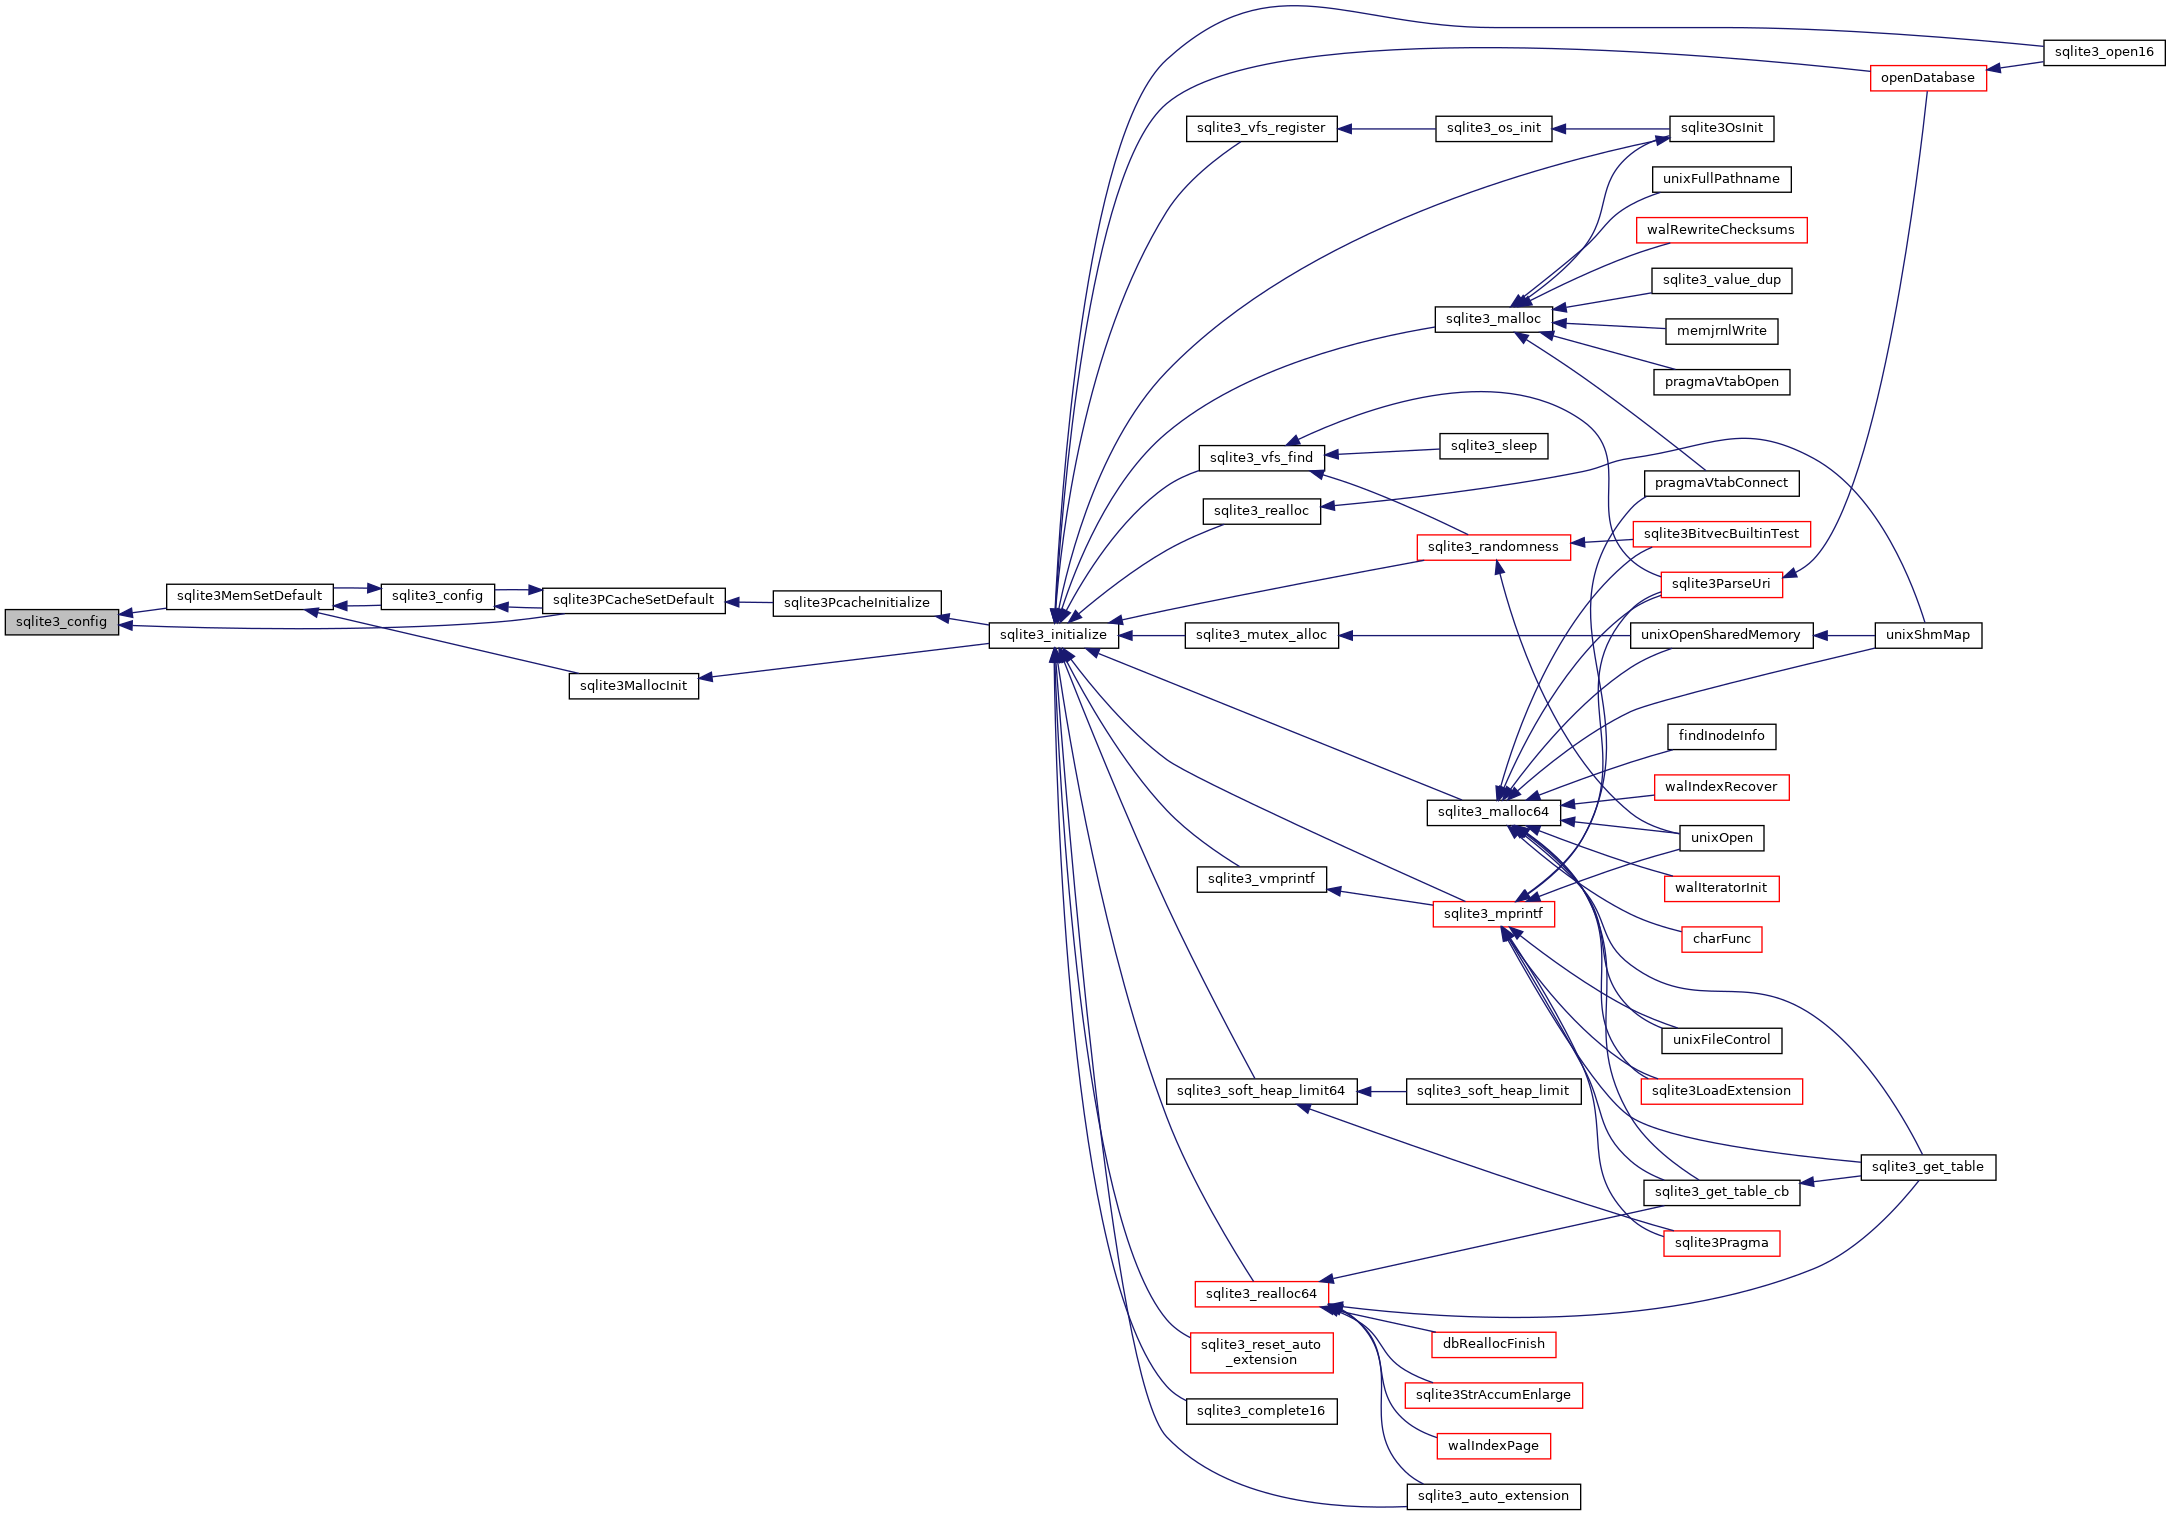 sqlite3_config
sqlite3MemSetDefault
sqlite3_config
sqlite3PCacheSetDefault
sqlite3MallocInit
sqlite3PcacheInitialize
sqlite3_initialize
sqlite3_vfs_register
sqlite3_vfs_find
sqlite3_realloc
sqlite3_mutex_alloc
sqlite3_vmprintf
sqlite3_soft_heap_limit64
sqlite3_realloc64
sqlite3_reset_auto
_extension
sqlite3_complete16
sqlite3_os_init
sqlite3_malloc
sqlite3_sleep
sqlite3_randomness
sqlite3_malloc64
sqlite3_mprintf
sqlite3_soft_heap_limit
dbReallocFinish
sqlite3StrAccumEnlarge
walIndexPage
sqlite3_auto_extension
sqlite3OsInit
unixFullPathname
walRewriteChecksums
sqlite3_value_dup
memjrnlWrite
pragmaVtabOpen
pragmaVtabConnect
sqlite3BitvecBuiltinTest
sqlite3ParseUri
unixOpenSharedMemory
findInodeInfo
walIndexRecover
unixOpen
walIteratorInit
charFunc
unixFileControl
sqlite3LoadExtension
sqlite3_get_table_cb
sqlite3Pragma
openDatabase
unixShmMap
sqlite3_get_table
sqlite3_open16